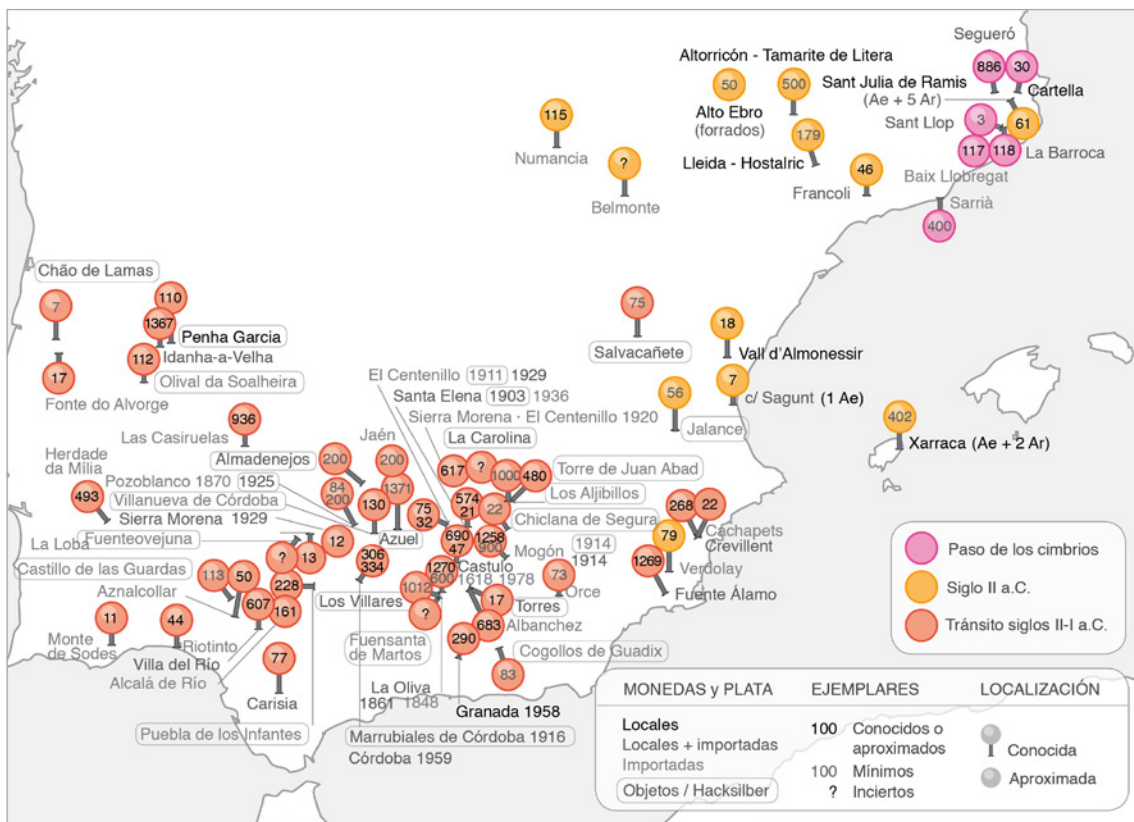 Segueró
886
30
Altorricón - Tamarite de Litera
50
500
Sant Julia de Ramis
(Ae + 5 Ar)
Cartella
Alto Ebro
(forrados)
115
Numancia
179
Lleida - Hostalric
Sant Llop
3
61
117
118
La Barroca
?
Belmonte
46
Francoli
Baix Llobregat
Sarrià
400
Chão de Lamas
7
110
1367
Penha Garcia
112
Idanha-a-Velha
Olival da Soalheira
17
Fonte do Alvorge
75
Salvacañete
18
Vall d'Almonessir
7
c/ Sagunt (1 Ae)
56
Jalance
402
Xarraca (Ae + 2 Ar)
El Centenillo 1911 1929
Santa Elena 1903 1936
Sierra Morena · El Centenillo 1920
La Carolina
936
Las Casiruelas
Almadenejos
Jaén
200
200
Herdade
da Mília
493
Pozoblanco 1870 1925
Villanueva de Córdoba
Sierra Morena 1929
Fuenteovejuna
84
200
130
1371
Azuel
617
?
1000
480
Torre de Juan Abad
Los Aljibillos
574
21
22
Chiclana de Segura
75
32
690
47
1258
900
Mogón
1914
1914
268
22
Cachapets
Crevillent
79
Verdolay
1269
Fuente Álamo
La Loba
Castillo de las Guardas
Aznalcollar
?
13
12
306
334
113
50
228
607
161
1270
600
Castulo
1618 1978
1012
?
Los Villares
73
Orce
17
Torres
683
Albanchez
11
Monte
de Sodes
44
Riotinto
Villa del Río
Alcalá de Río
Fuensanta
de Martos
290
Cogollos de Guadix
83
77
Carisia
La Oliva
1861 1848
Granada 1958
Puebla de los Infantes
Marrubiales de Córdoba 1916
Córdoba 1959
Paso de los cimbrios
Siglo II a.C.
Tránsito siglos II-I a.C.
MONEDAS y PLATA
Locales
Locales + importadas
Importadas
Objetos / Hacksilber
EJEMPLARES
100 Conocidos o
aproximados
100 Mínimos
? Inciertos
LOCALIZACIÓN
Conocida
Aproximada